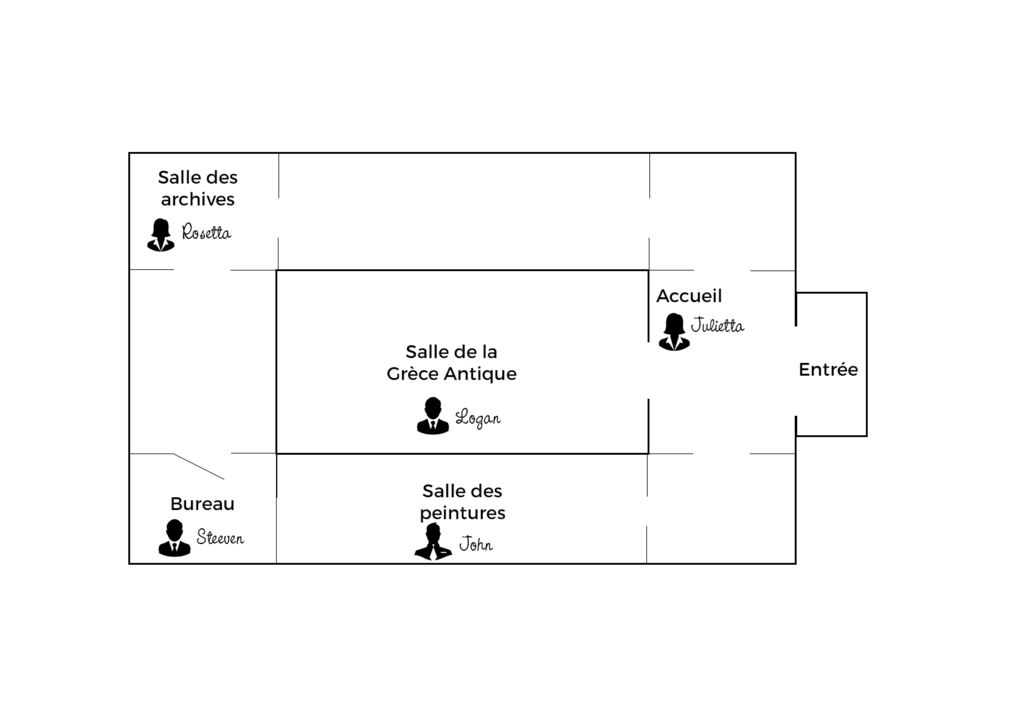 Salle des
archives
Rosetta
Accueil
Julietta
Entrée
Salle de la
Grèce Antique
Logan
Bureau
Steeven
Salle des
peintures
John